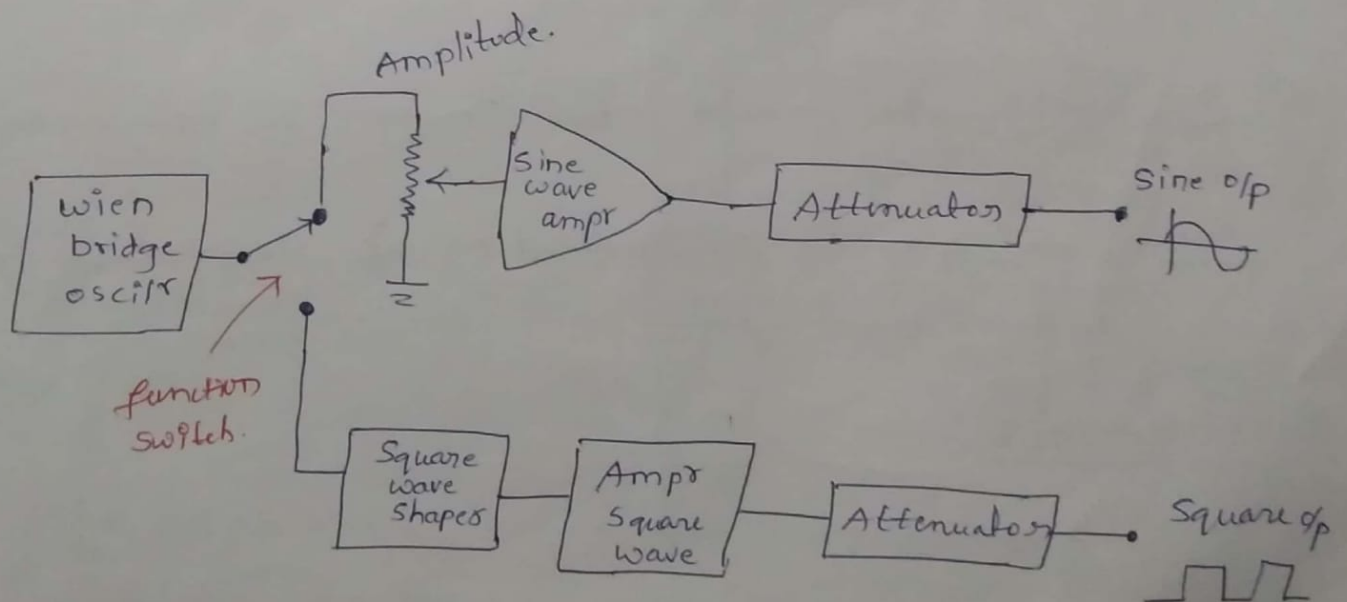 Amplitude.
wien
bridge
oscilr
Sine
wave
ampr
Attenuator
Sine o/p
function
switch.
Square
wave
Shaper
Ampr
Square
wave
Attenuator
Square o/p